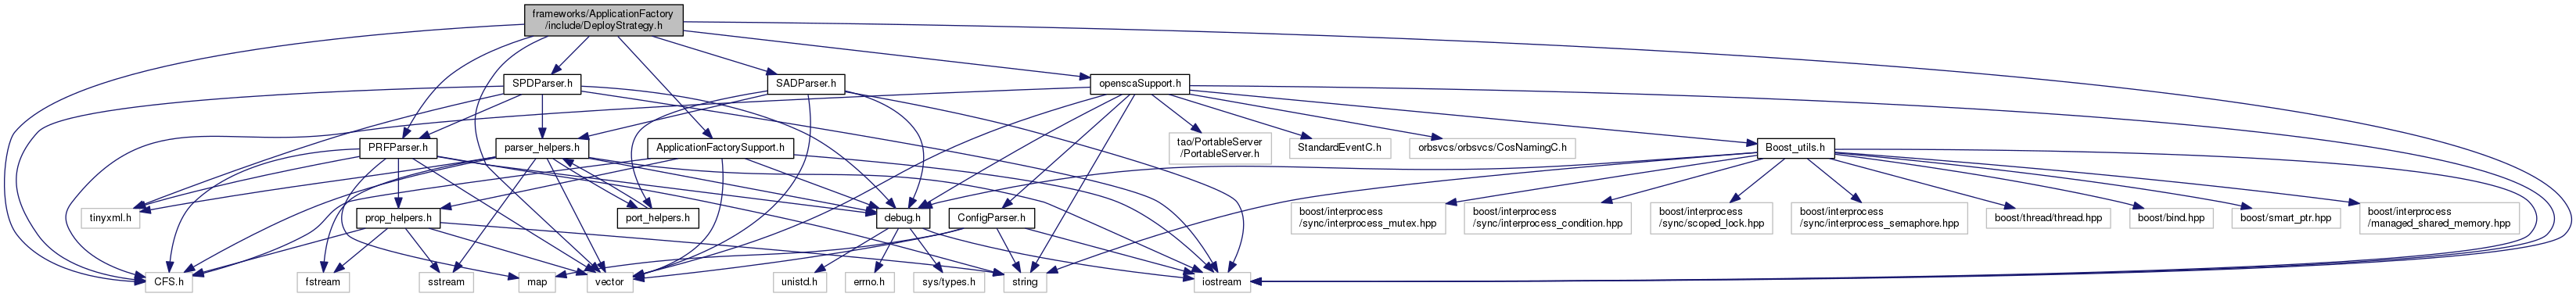 frameworks/ApplicationFactory
/include/DeployStrategy.h
SPDParser.h
SADParser.h
openscaSupport.h
PRFParser.h
parser_helpers.h
ApplicationFactorySupport.h
tao/PortableServer
/PortableServer.h
StandardEventC.h
orbsvcs/orbsvcs/CosNamingC.h
Boost_utils.h
tinyxml.h
prop_helpers.h
port_helpers.h
debug.h
ConfigParser.h
boost/interprocess
/sync/interprocess_mutex.hpp
boost/interprocess
/sync/interprocess_condition.hpp
boost/interprocess
/sync/scoped_lock.hpp
boost/interprocess
/sync/interprocess_semaphore.hpp
boost/thread/thread.hpp
boost/bind.hpp
boost/smart_ptr.hpp
boost/interprocess
/managed_shared_memory.hpp
CFS.h
fstream
sstream
map
vector
unistd.h
errno.h
sys/types.h
string
iostream